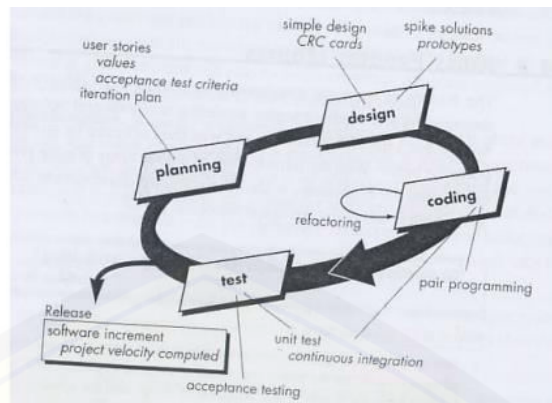 simple design
CRC cards
spike solutions
prototypes
user stories
values
acceptance test criteria
iteration plan
design
planning
coding
refactoring
test
pair programming
Release
software increment
project velocity computed
unit test
continuous integration
acceptance testing